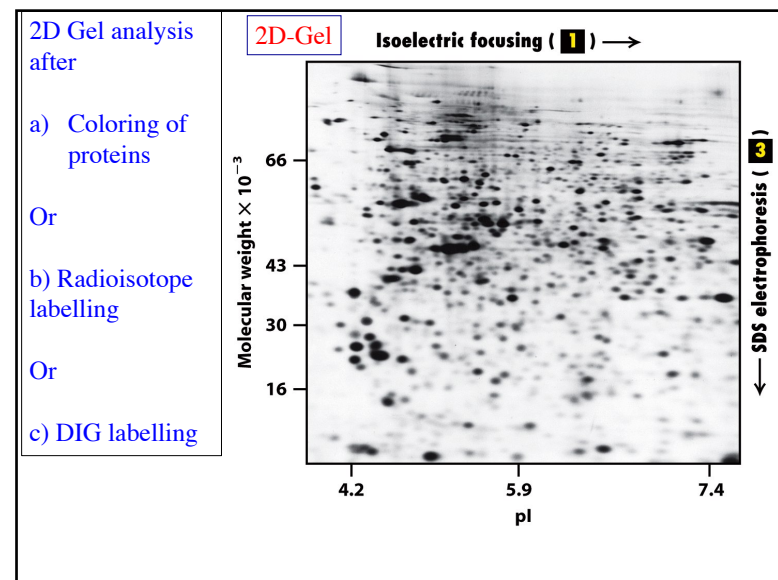 2D Gel analysis
after
a) Coloring of
proteins
Or
b) Radioisotope
labelling
Or
c) DIG labelling
2D-Gel
Isoelectric focusing ( 1 ) →
Molecular weight × 10⁻³
66
43
30
16
4.2
5.9
7.4
pI
← SDS electrophoresis ( 3 )